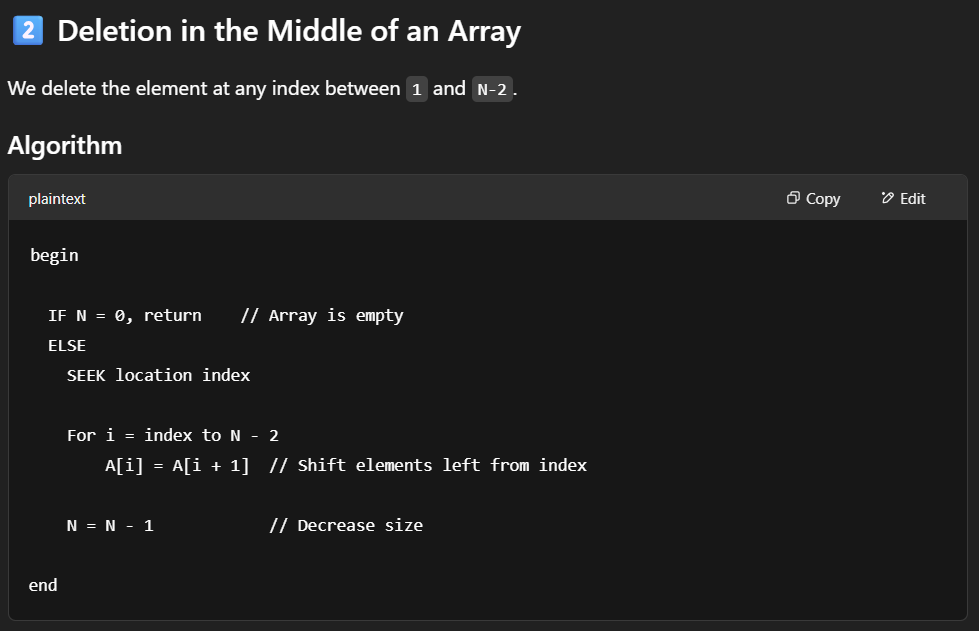 2 Deletion in the Middle of an Array
We delete the element at any index between 1 and N-2.
Algorithm
plaintext Copy Edit
begin
IF N = 0, return // Array is empty
ELSE
SEEK location index
For i = index to N - 2
A[i] = A[i + 1] // Shift elements left from index
N = N - 1 // Decrease size
end